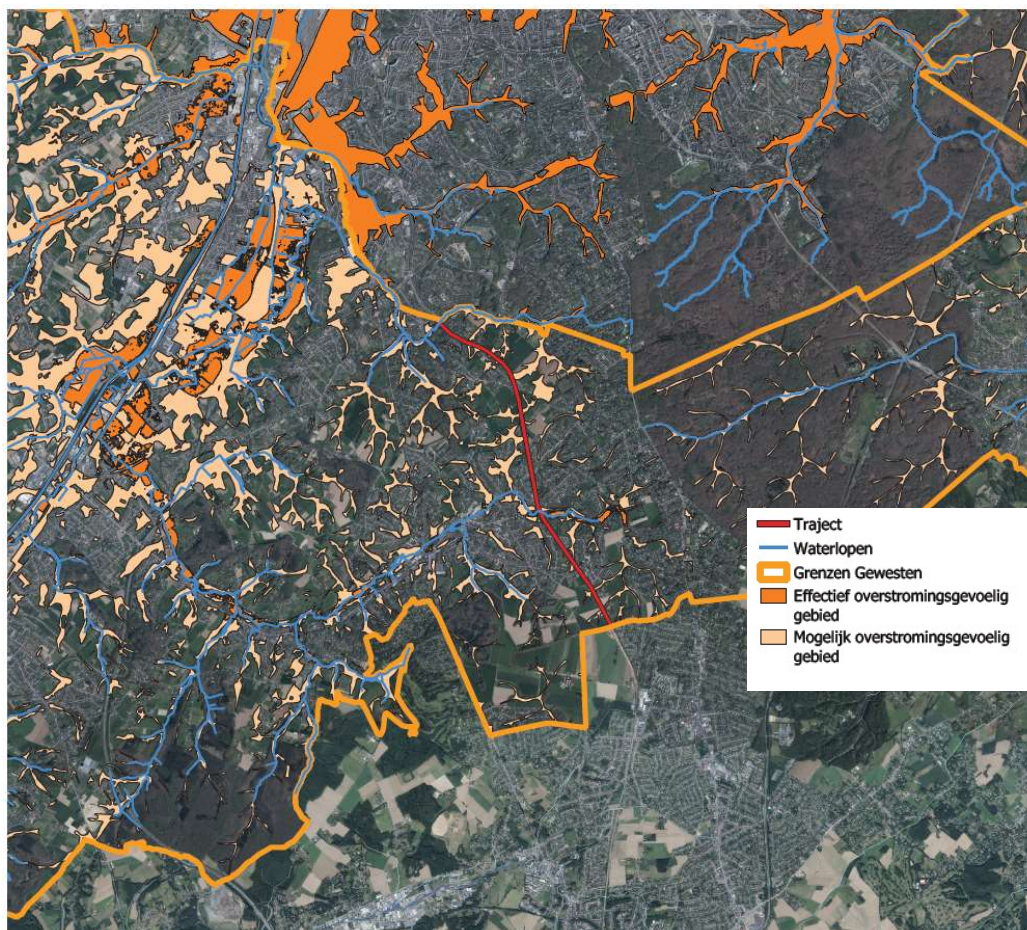 Traject
Waterlopen
Grenzen Gewesten
Effectief overstromingsgevoelig
gebied
Mogelijk overstromingsgevoelig
gebied